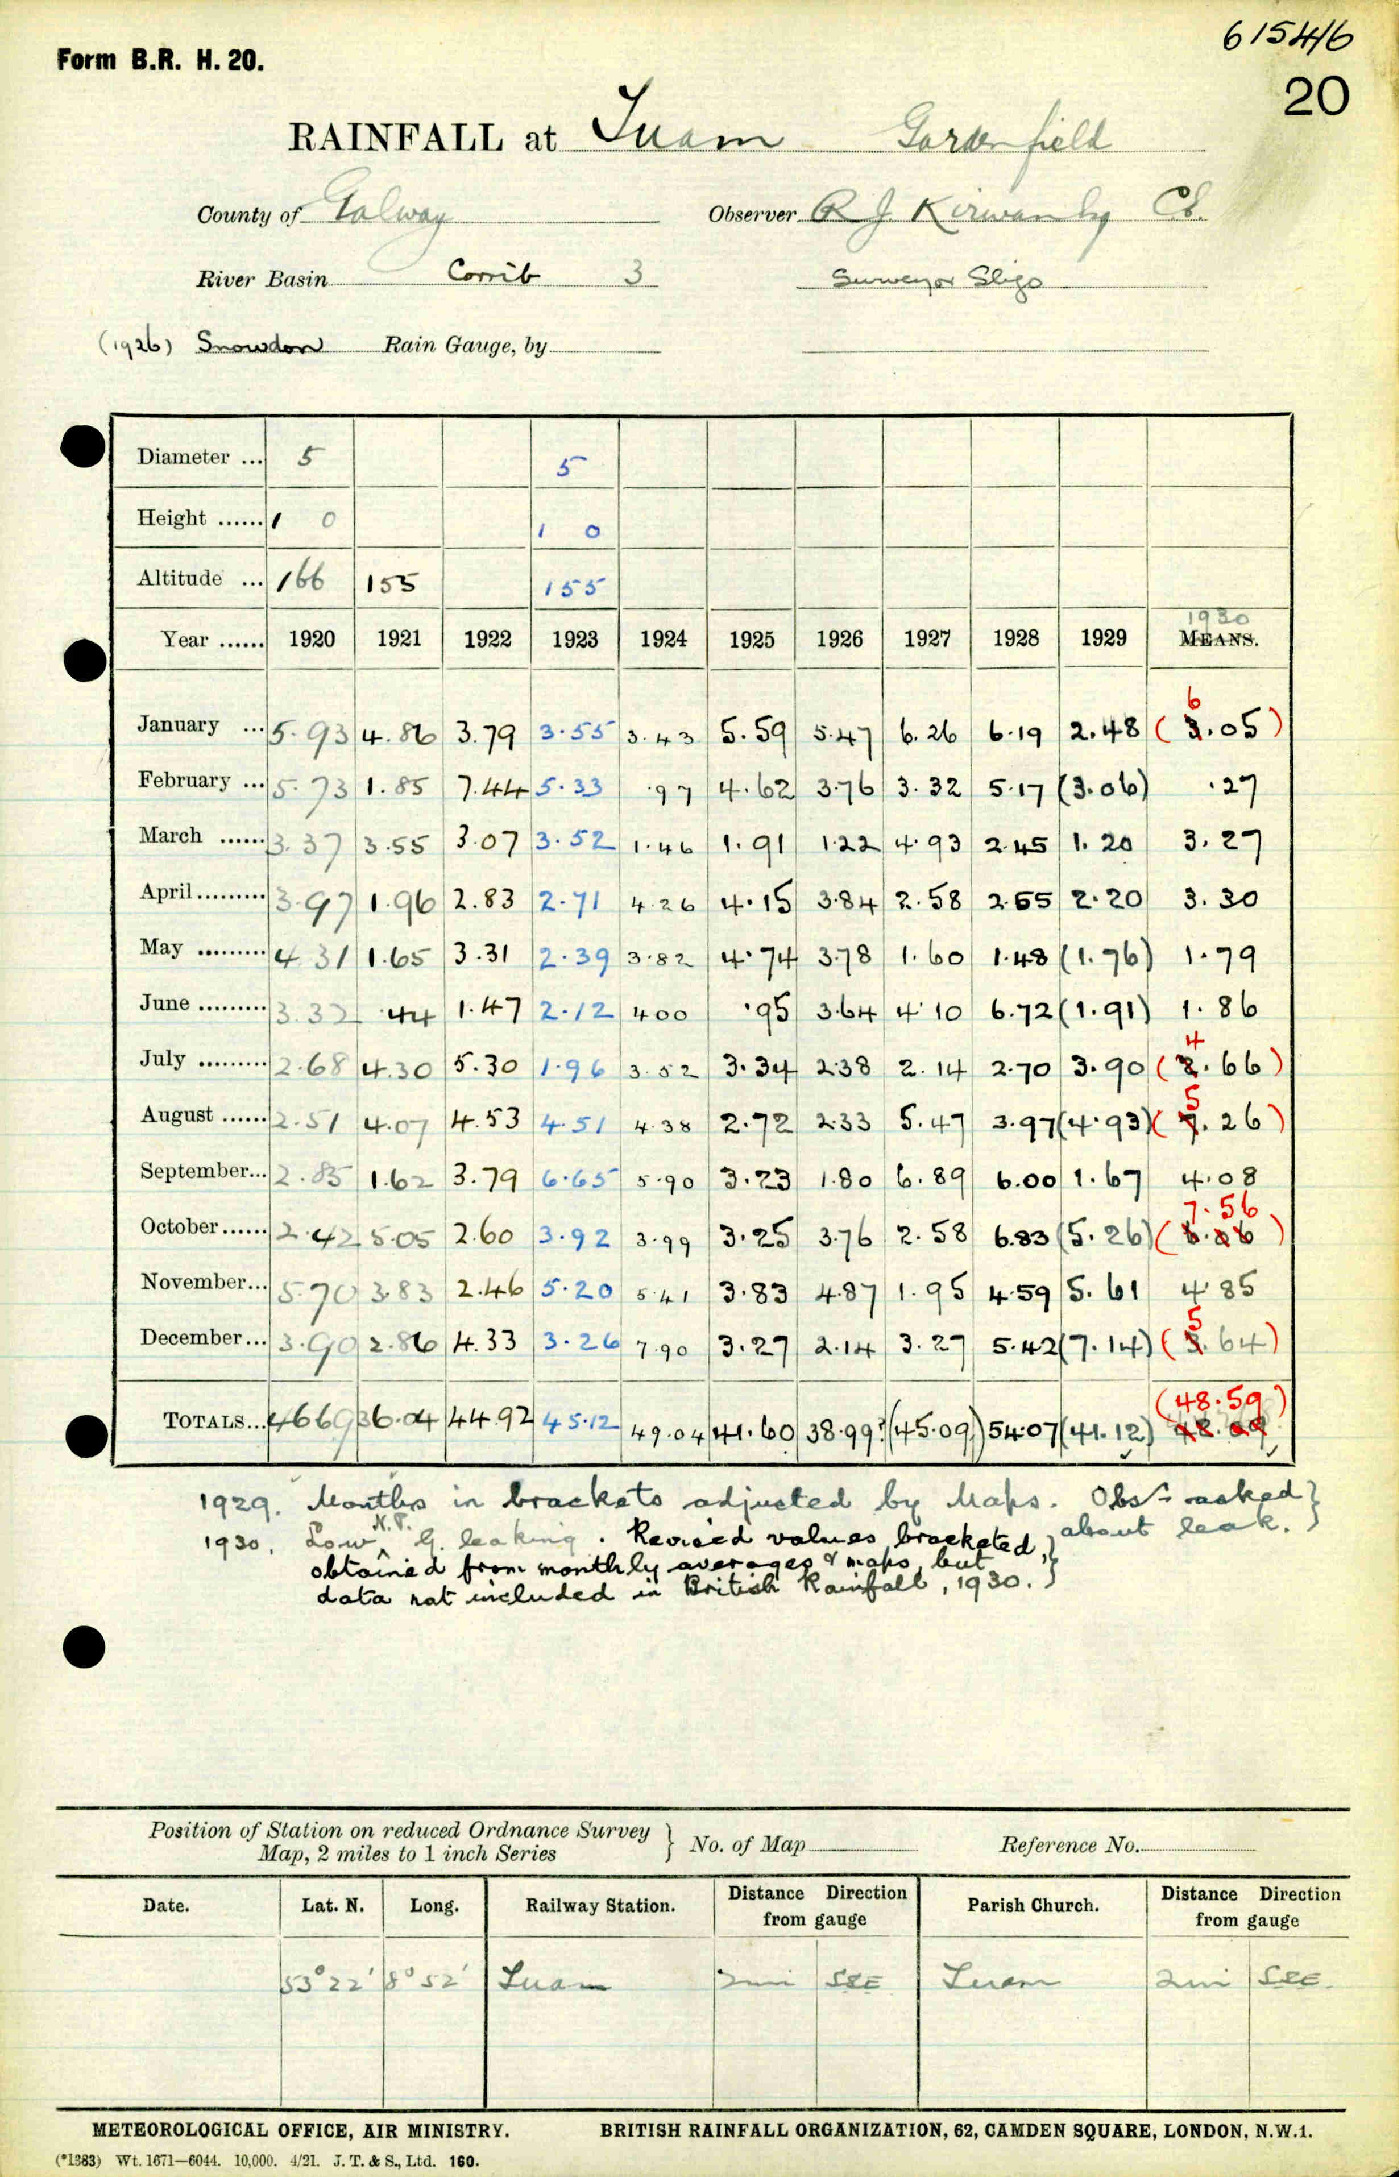 61541/6
Form B.R. H. 20.
20
RAINFALL at Tuam Gardenfield
County of Galway Observer R J Kirwan Esq C.S.
River Basin Corrib 3 Surveyor Sligo
(1926) Snowdon Rain Gauge, by
Diameter ... 5 5
Height ...... 1 0 1 0
Altitude ... 166 155 155
1930
Year ...... 1920 1921 1922 1923 1924 1925 1926 1927 1928 1929 MEANS.
6
January ... 5.93 4.86 3.79 3.55 3.43 5.59 5.47 6.26 6.19 2.48 (3.05)
February ... 5.73 1.85 7.44 5.33 .97 4.62 3.76 3.32 5.17 (3.06) .27
March ...... 3.37 3.55 3.07 3.52 1.46 1.91 1.22 4.93 2.45 1.20 3.27
April ......... 3.97 1.96 2.83 2.71 4.26 4.15 3.84 2.58 2.55 2.20 3.30
May ......... 4.31 1.65 3.31 2.39 3.82 4.74 3.78 1.60 1.48 (1.76) 1.79
June ......... 3.32 .44 1.47 2.12 4.00 .95 3.64 4.10 6.72 (1.91) 1.86
4
July ......... 2.68 4.30 5.30 1.96 3.52 3.34 2.38 2.14 2.70 3.90 ( .66)
5
August ...... 2.51 4.07 4.53 4.51 4.38 2.72 2.33 5.47 3.97 (4.93) ( .26)
September... 2.85 1.62 3.79 6.65 5.90 3.23 1.80 6.89 6.00 1.67 4.08
7.56
October...... 2.42 5.05 2.60 3.92 3.99 3.25 3.76 2.58 6.83 (5.26) ( )
November... 5.70 3.83 2.46 5.20 5.41 3.83 4.87 1.95 4.59 5.61 4.85
5
December... 3.90 2.86 4.33 3.26 7.90 3.27 2.14 3.27 5.42 (7.14) (3.64)
(48.59)
TOTALS... 46.69 36.04 44.92 45.12 49.04 41.60 38.99? (45.09) 54.07 (41.12)
1929. Months in brackets adjusted by Maps. Obsr. asked }
1930. Low N.P. G. leaking. Revised values bracketed, } about leak. }
obtained from monthly averages & maps, but }
data not included in British Rainfall, 1930. }
Position of Station on reduced Ordnance Survey } No. of Map Reference No.
Map, 2 miles to 1 inch Series
Date. Lat. N. Long. Railway Station. Distance Direction from gauge Parish Church. Distance Direction from gauge
53°22' 8°52' Tuam 2mi SSE Tuam 2mi SSE
METEOROLOGICAL OFFICE, AIR MINISTRY. BRITISH RAINFALL ORGANIZATION, 62, CAMDEN SQUARE, LONDON, N.W.1.
(*1383) Wt. 1671—6044. 10,000. 4/21. J. T. & S., Ltd. 160.